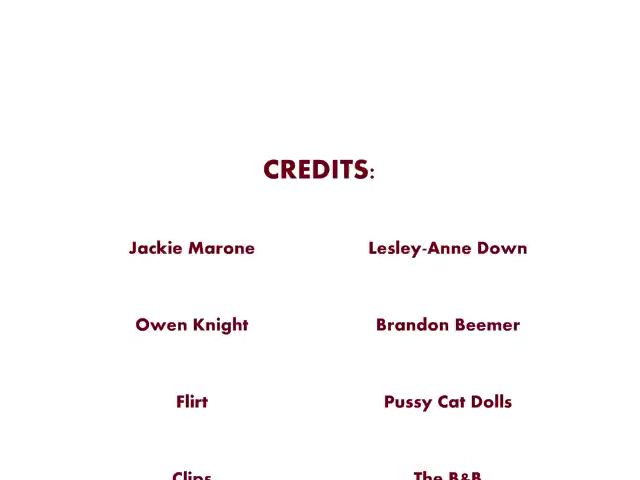 CREDITS:
Jackie Marone Lesley-Anne Down
Owen Knight Brandon Beemer
Flirt Pussy Cat Dolls
Clips The B&B